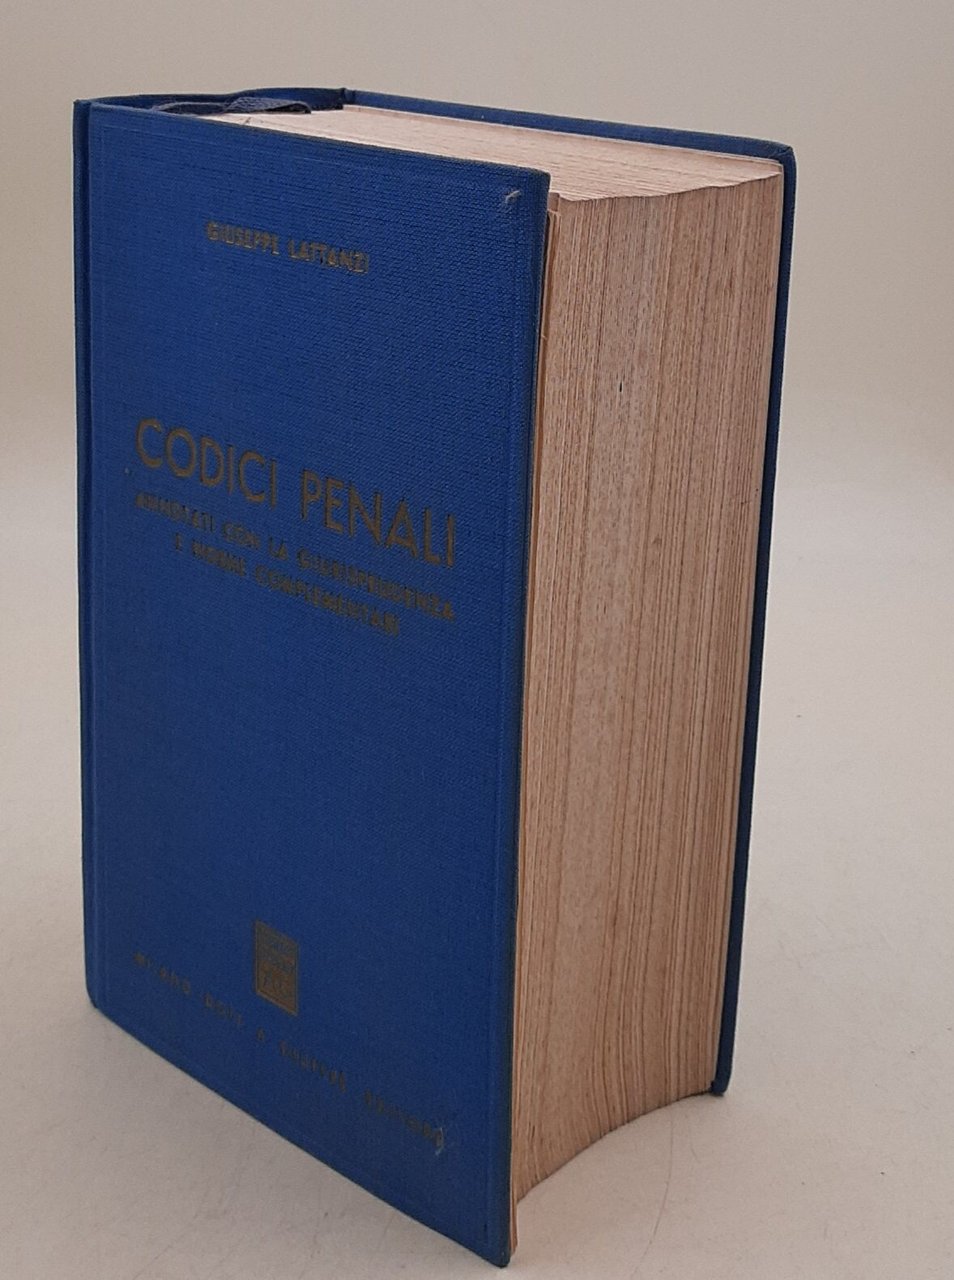 GIUSEPPE LATTANZI
CODICI PENALI
ANNOTATI CON LA GIURISPRUDENZA
E NORME COMPLEMENTARI
MILANO - DOTT. A. GIUFFRÈ - EDITORE